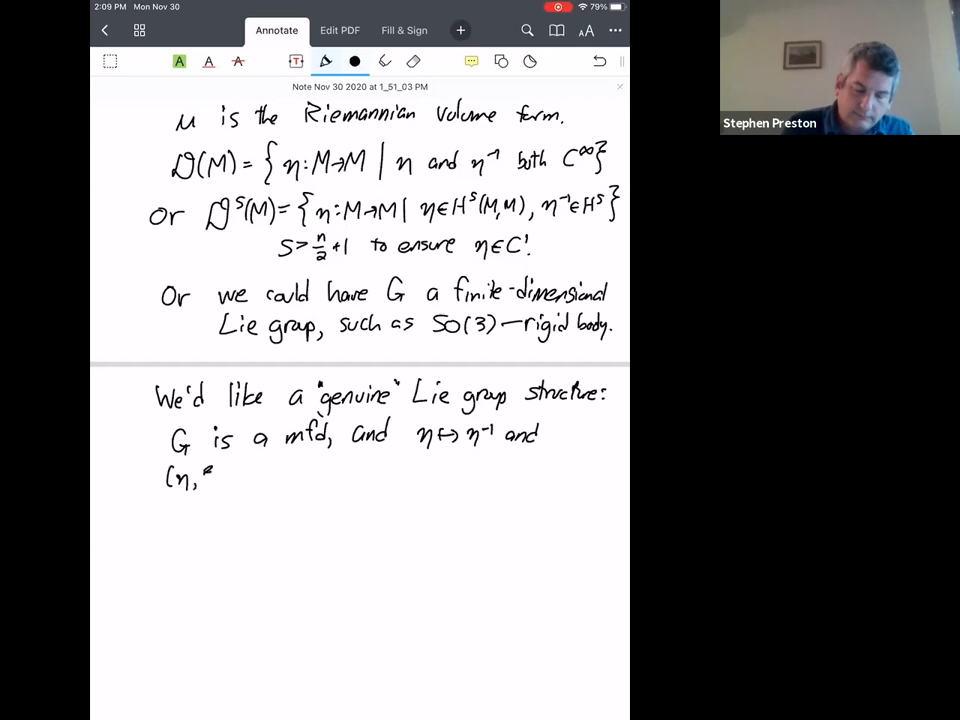 2:09 PM Mon Nov 30 79%
Annotate Edit PDF Fill & Sign
Note Nov 30 2020 at 1_51_03 PM
Stephen Preston
μ is the Riemannian volume form.
𝒟(M) = { η: M→M | η and η⁻¹ both C^∞ }
Or 𝒟^s(M) = { η: M→M | η ∈ H^s(M,M), η⁻¹ ∈ H^s }
s > n/2 + 1 to ensure η ∈ C¹.
Or we could have G a finite-dimensional
Lie group, such as SO(3) — rigid body.
We'd like a "genuine" Lie group structure:
G is a mfd, and η ↦ η⁻¹ and
(η,